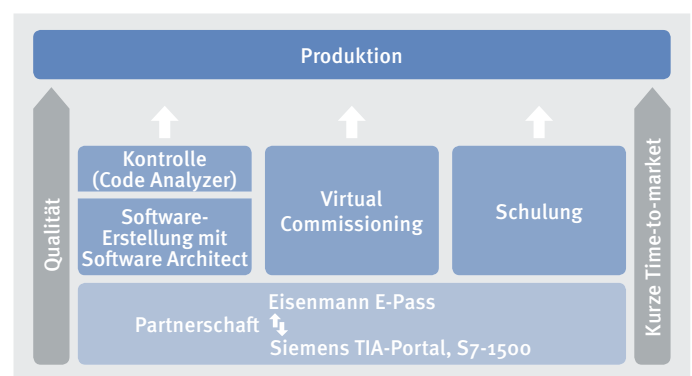 Produktion
Qualität
Kontrolle
(Code Analyzer)
Software-
Erstellung mit
Software Architect
Virtual
Commissioning
Schulung
Kurze Time-to-market
Eisenmann E-Pass
Partnerschaft
Siemens TIA-Portal, S7-1500